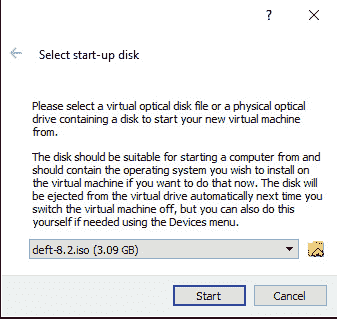 ?
Select start-up disk
Please select a virtual optical disk file or a physical optical
drive containing a disk to start your new virtual machine
from.
The disk should be suitable for starting a computer from and
should contain the operating system you wish to install on
the virtual machine if you want to do that now. The disk will
be ejected from the virtual drive automatically next time you
switch the virtual machine off, but you can also do this
yourself if needed using the Devices menu.
deft-8.2.iso (3.09 GB)
Start Cancel